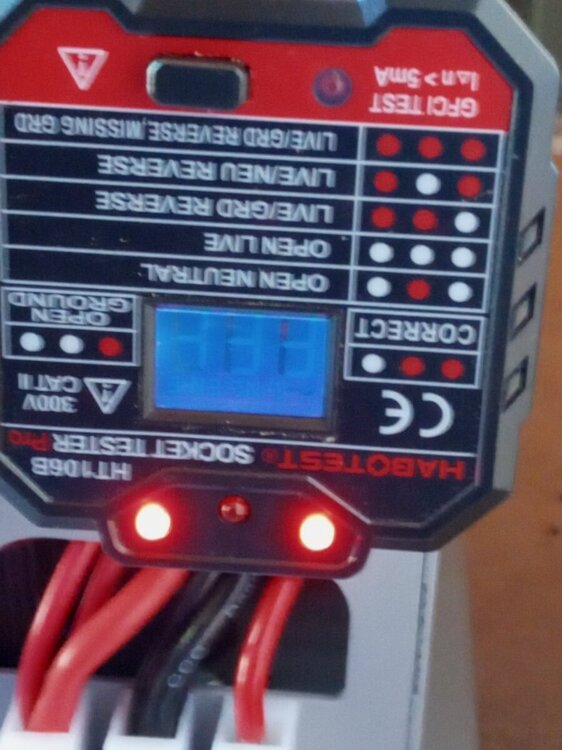 HT106B
HABOTEST® SOCKET TESTER Pro
CE
300V
CAT II
CORRECT
OPEN
GROUND
OPEN NEUTRAL
OPEN LIVE
LIVE/GRD REVERSE
LIVE/NEU REVERSE
LIVE/GRD REVERSE,MISSING GRD
GFCI TEST
I△n > 5mA